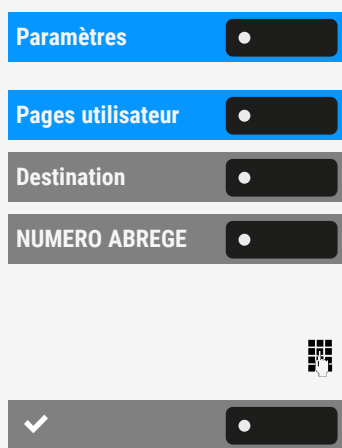 Paramètres
Pages utilisateur
Destination
NUMERO ABREGE